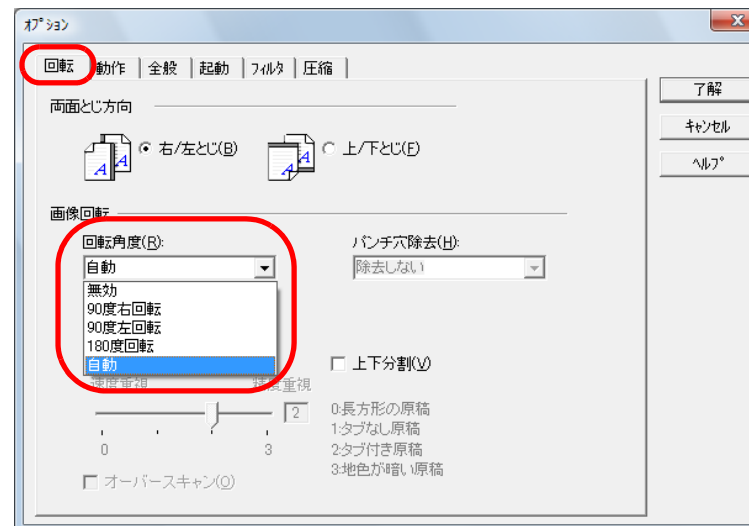 ｵﾌﾟｼｮﾝ
回転 動作 全般 起動 ﾌｨﾙﾀ 圧縮
了解
ｷｬﾝｾﾙ
ﾍﾙﾌﾟ
両面とじ方向
A A 右/左とじ(B) A A 上/下とじ(E)
画像回転
回転角度(R): パンチ穴除去(H):
自動 除去しない
無効
90度右回転
90度左回転
180度回転
自動 上下分割(V)
速度重視 精度重視
2 0:長方形の原稿
1:タブなし原稿
0 3 2:タブ付き原稿
3:地色が暗い原稿
オーバースキャン(O)